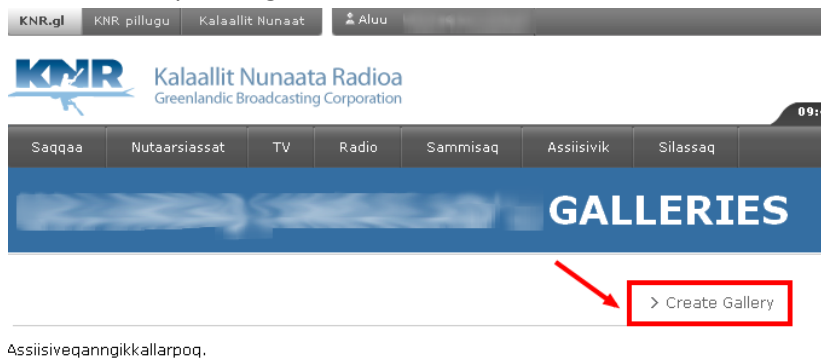 KNR.gl KNR pillugu Kalaallit Nunaat Aluu
KNR Kalaallit Nunaata Radioa
Greenlandic Broadcasting Corporation
09:
Saqqaa Nutaarsiassat TV Radio Sammisaq Assiisivik Silassaq
GALLERIES
> Create Gallery
Assiisiveqanngikkallarpoq.